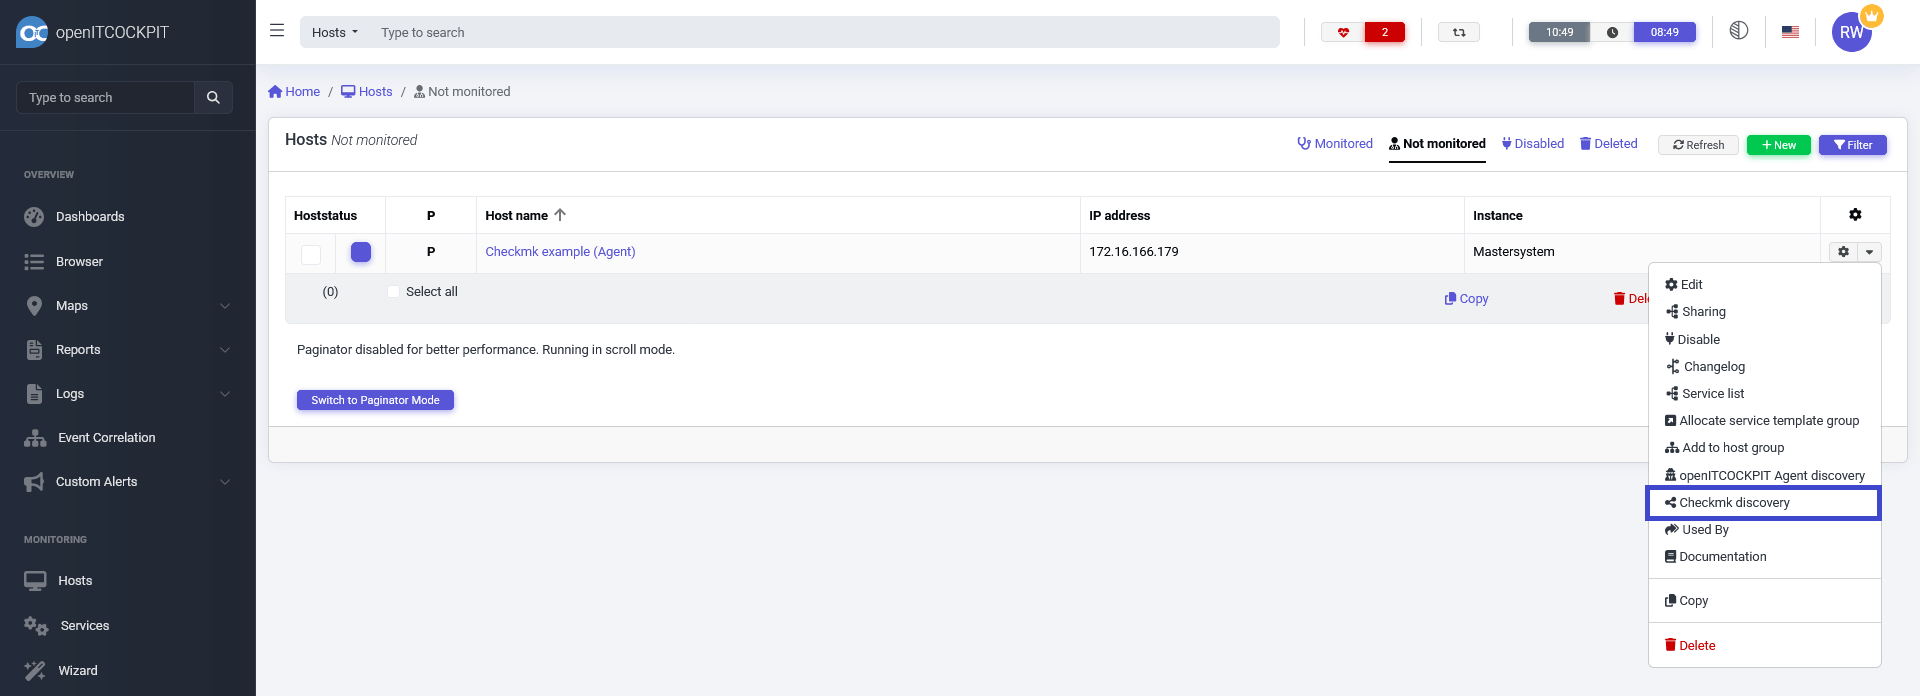 openITCOCKPIT
Hosts
Type to search
2
10:49
08:49
RW
Type to search
Home / Hosts / Not monitored
Hosts Not monitored
Monitored
Not monitored
Disabled
Deleted
Refresh
+ New
Filter
OVERVIEW
Dashboards
Browser
Maps
Reports
Logs
Event Correlation
Custom Alerts
MONITORING
Hosts
Services
Wizard
Hoststatus P Host name IP address Instance
P Checkmk example (Agent) 172.16.166.179 Mastersystem
(0) Select all Copy Dele
Paginator disabled for better performance. Running in scroll mode.
Switch to Paginator Mode
Edit
Sharing
Disable
Changelog
Service list
Allocate service template group
Add to host group
openITCOCKPIT Agent discovery
Checkmk discovery
Used By
Documentation
Copy
Delete